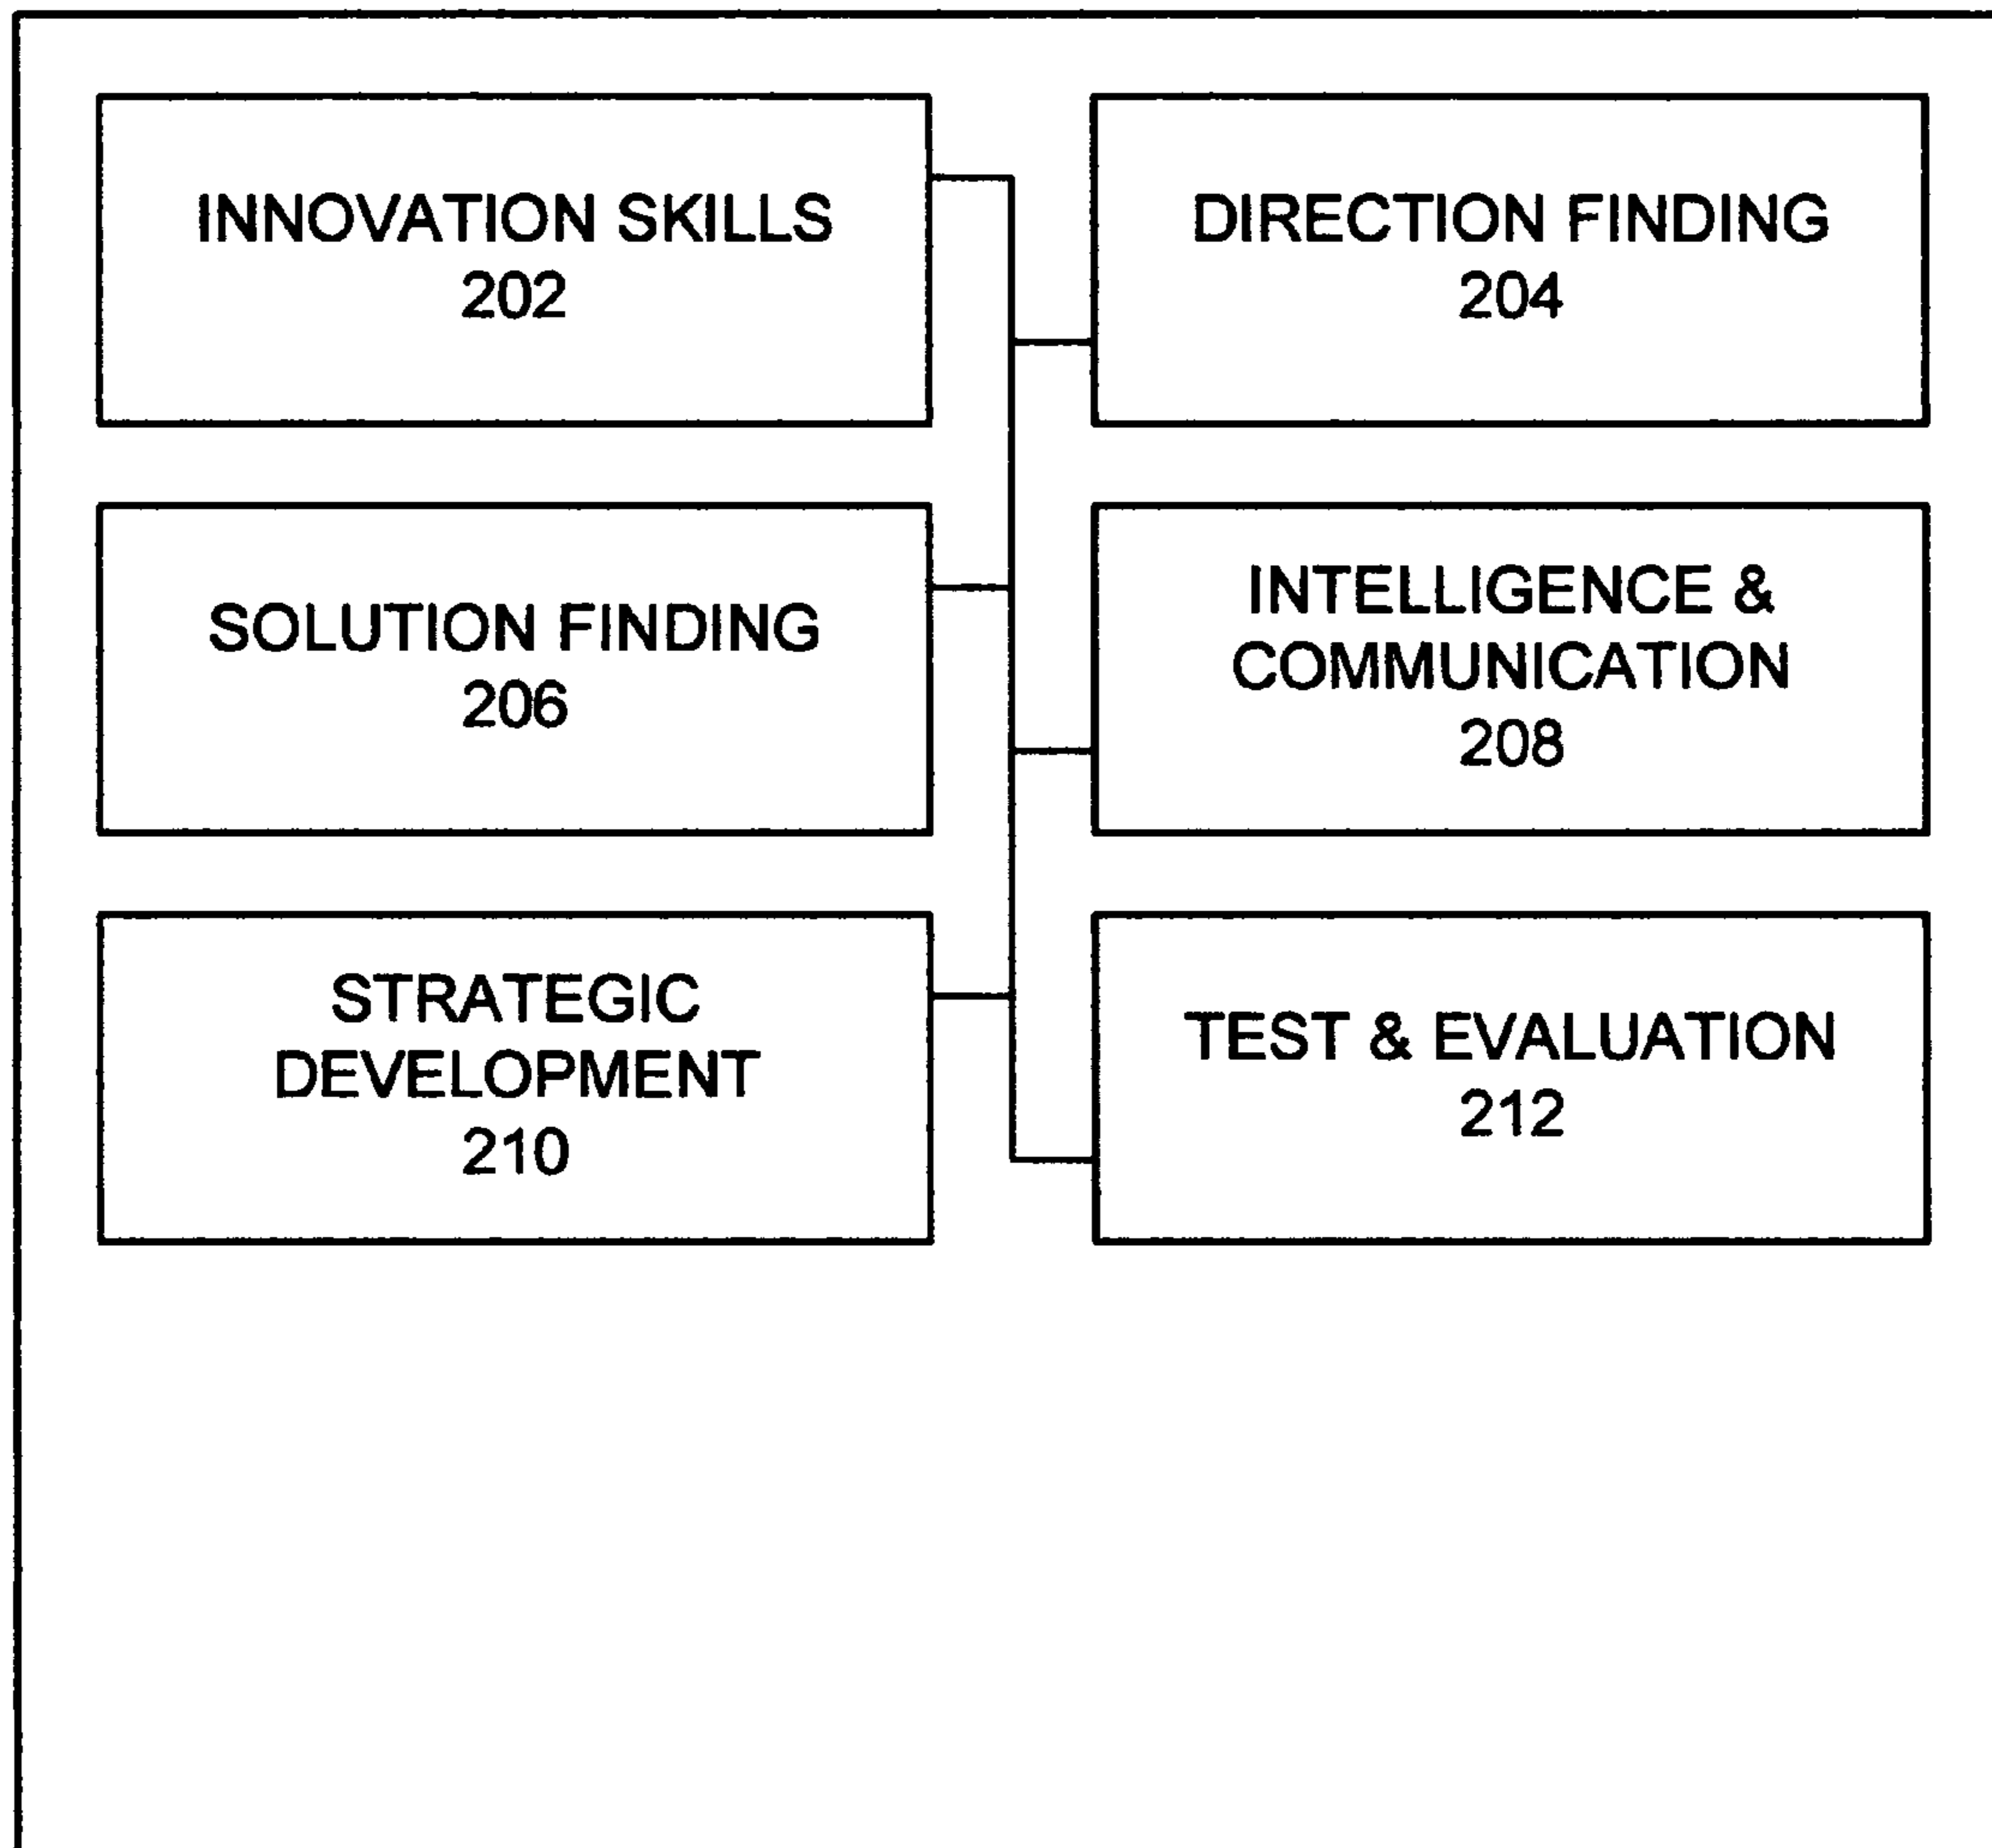 INNOVATION SKILLS
202
DIRECTION FINDING
204
SOLUTION FINDING
206
INTELLIGENCE &
COMMUNICATION
208
STRATEGIC
DEVELOPMENT
210
TEST & EVALUATION
212